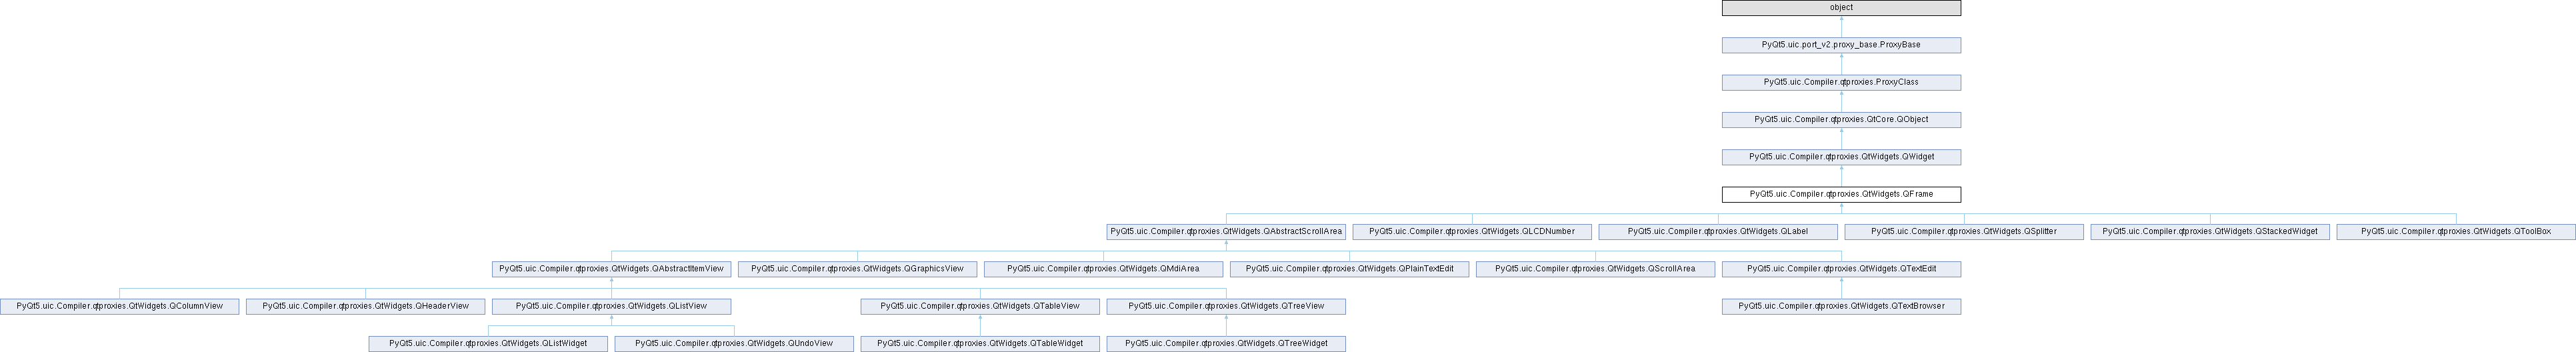 object
PyQt5.uic.port_v2.proxy_base.ProxyBase
PyQt5.uic.Compiler.qtproxies.ProxyClass
PyQt5.uic.Compiler.qtproxies.QtCore.QObject
PyQt5.uic.Compiler.qtproxies.QtWidgets.QWidget
PyQt5.uic.Compiler.qtproxies.QtWidgets.QFrame
PyQt5.uic.Compiler.qtproxies.QtWidgets.QAbstractScrollArea
PyQt5.uic.Compiler.qtproxies.QtWidgets.QLCDNumber
PyQt5.uic.Compiler.qtproxies.QtWidgets.QLabel
PyQt5.uic.Compiler.qtproxies.QtWidgets.QSplitter
PyQt5.uic.Compiler.qtproxies.QtWidgets.QStackedWidget
PyQt5.uic.Compiler.qtproxies.QtWidgets.QToolBox
PyQt5.uic.Compiler.qtproxies.QtWidgets.QAbstractItemView
PyQt5.uic.Compiler.qtproxies.QtWidgets.QGraphicsView
PyQt5.uic.Compiler.qtproxies.QtWidgets.QMdiArea
PyQt5.uic.Compiler.qtproxies.QtWidgets.QPlainTextEdit
PyQt5.uic.Compiler.qtproxies.QtWidgets.QScrollArea
PyQt5.uic.Compiler.qtproxies.QtWidgets.QTextEdit
PyQt5.uic.Compiler.qtproxies.QtWidgets.QColumnView
PyQt5.uic.Compiler.qtproxies.QtWidgets.QHeaderView
PyQt5.uic.Compiler.qtproxies.QtWidgets.QListView
PyQt5.uic.Compiler.qtproxies.QtWidgets.QTableView
PyQt5.uic.Compiler.qtproxies.QtWidgets.QTreeView
PyQt5.uic.Compiler.qtproxies.QtWidgets.QTextBrowser
PyQt5.uic.Compiler.qtproxies.QtWidgets.QListWidget
PyQt5.uic.Compiler.qtproxies.QtWidgets.QUndoView
PyQt5.uic.Compiler.qtproxies.QtWidgets.QTableWidget
PyQt5.uic.Compiler.qtproxies.QtWidgets.QTreeWidget